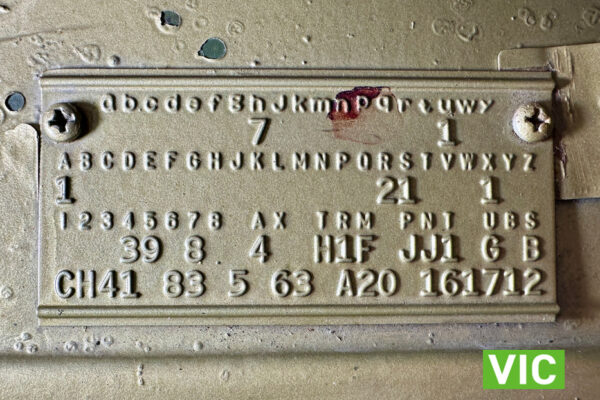 abcdefghJkmnpqrtuwy
7 1
ABCDEFGHJKLMNPQRSTVWXYZ
1 21 1
12345678 AX TRM PNT UBS
39 8 4 H1F JJ1 G B
CH41 83 5 63 A20 161712
VIC